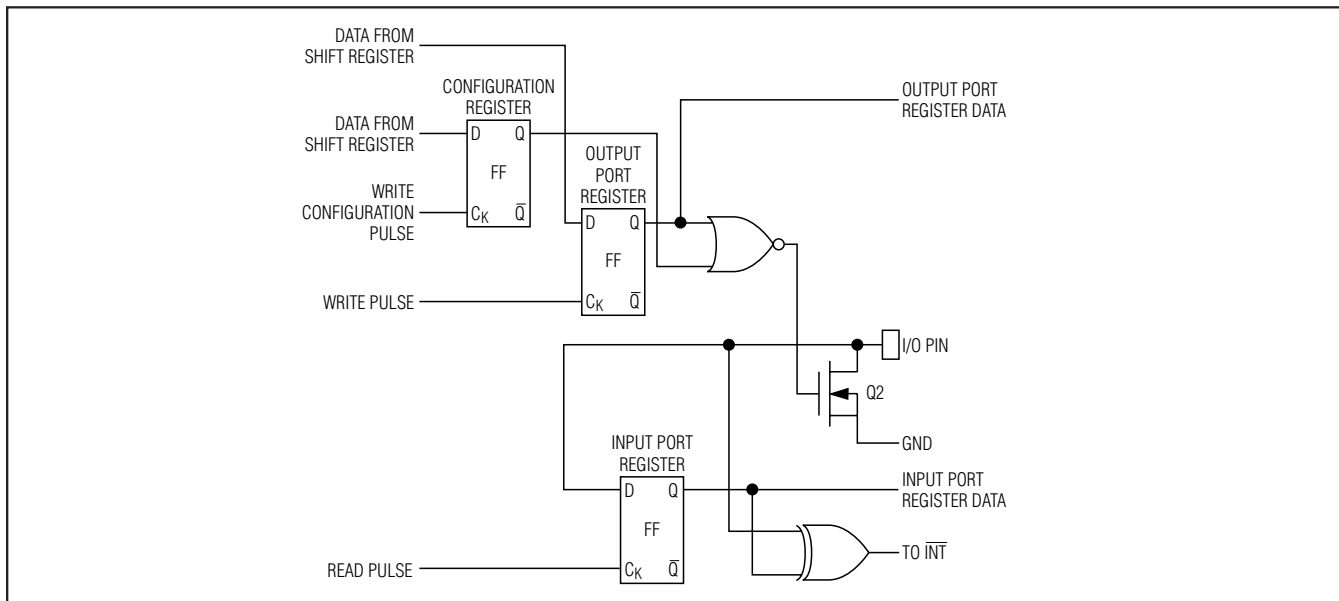 DATA FROM
SHIFT REGISTER
CONFIGURATION
REGISTER
DATA FROM
SHIFT REGISTER
D Q
FF
WRITE
CONFIGURATION
PULSE
CK Q̅
OUTPUT
PORT
REGISTER
OUTPUT PORT
REGISTER DATA
D Q
FF
WRITE PULSE
CK Q̅
I/O PIN
Q2
GND
INPUT PORT
REGISTER
D Q
FF
INPUT PORT
REGISTER DATA
TO I̅N̅T̅
READ PULSE
CK Q̅